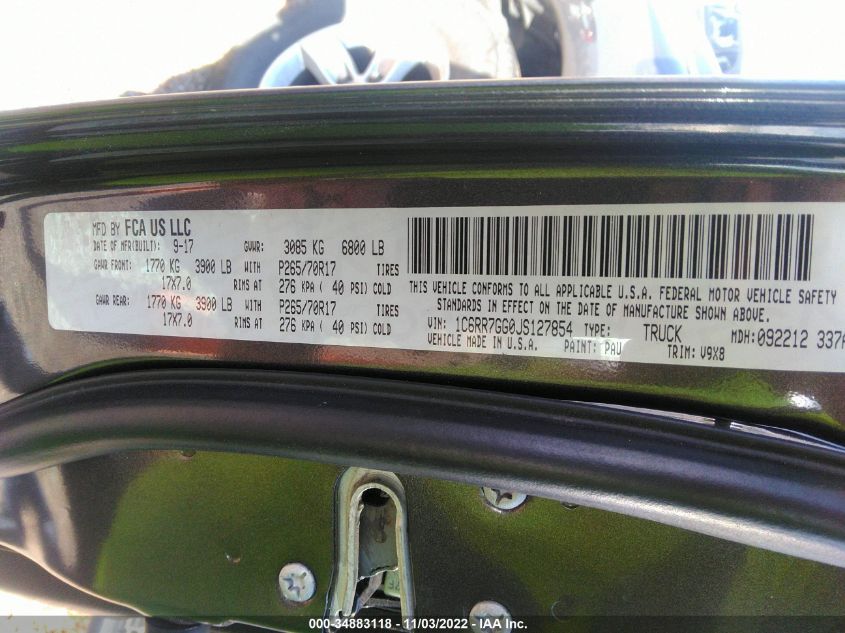 MFD BY FCA US LLC
DATE OF MFR(BUILT): 9-17 GVWR: 3085 KG 6800 LB
GAWR FRONT: 1770 KG 3900 LB WITH P265/70R17 TIRES
17X7.0 RIMS AT 276 KPA ( 40 PSI) COLD
GAWR REAR: 1770 KG 3900 LB WITH P265/70R17 TIRES
17X7.0 RIMS AT 276 KPA ( 40 PSI) COLD
THIS VEHICLE CONFORMS TO ALL APPLICABLE U.S.A. FEDERAL MOTOR VEHICLE SAFETY
STANDARDS IN EFFECT ON THE DATE OF MANUFACTURE SHOWN ABOVE.
VIN: 1C6RR7GG0JS127854 TYPE: TRUCK MDH:092212 337
VEHICLE MADE IN U.S.A. PAINT: PAU TRIM: V9X8
000-34883118 - 11/03/2022 - IAA Inc.